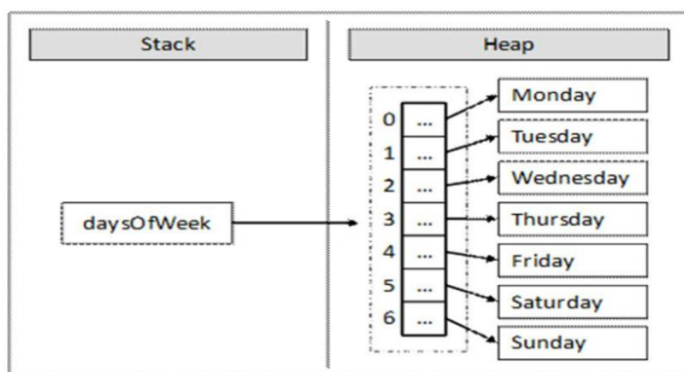 Stack
Heap
daysOfWeek
0 ... Monday
1 ... Tuesday
2 ... Wednesday
3 ... Thursday
4 ... Friday
5 ... Saturday
6 ... Sunday